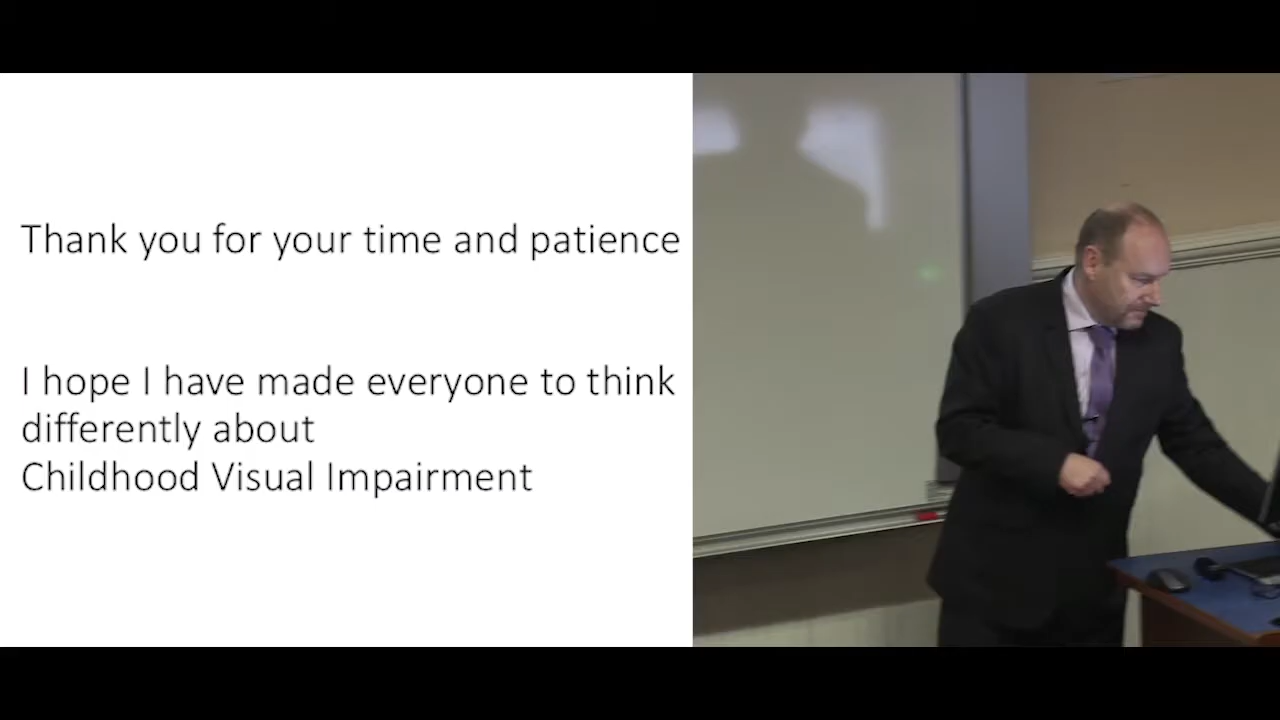 Thank you for your time and patience
I hope I have made everyone to think
differently about
Childhood Visual Impairment